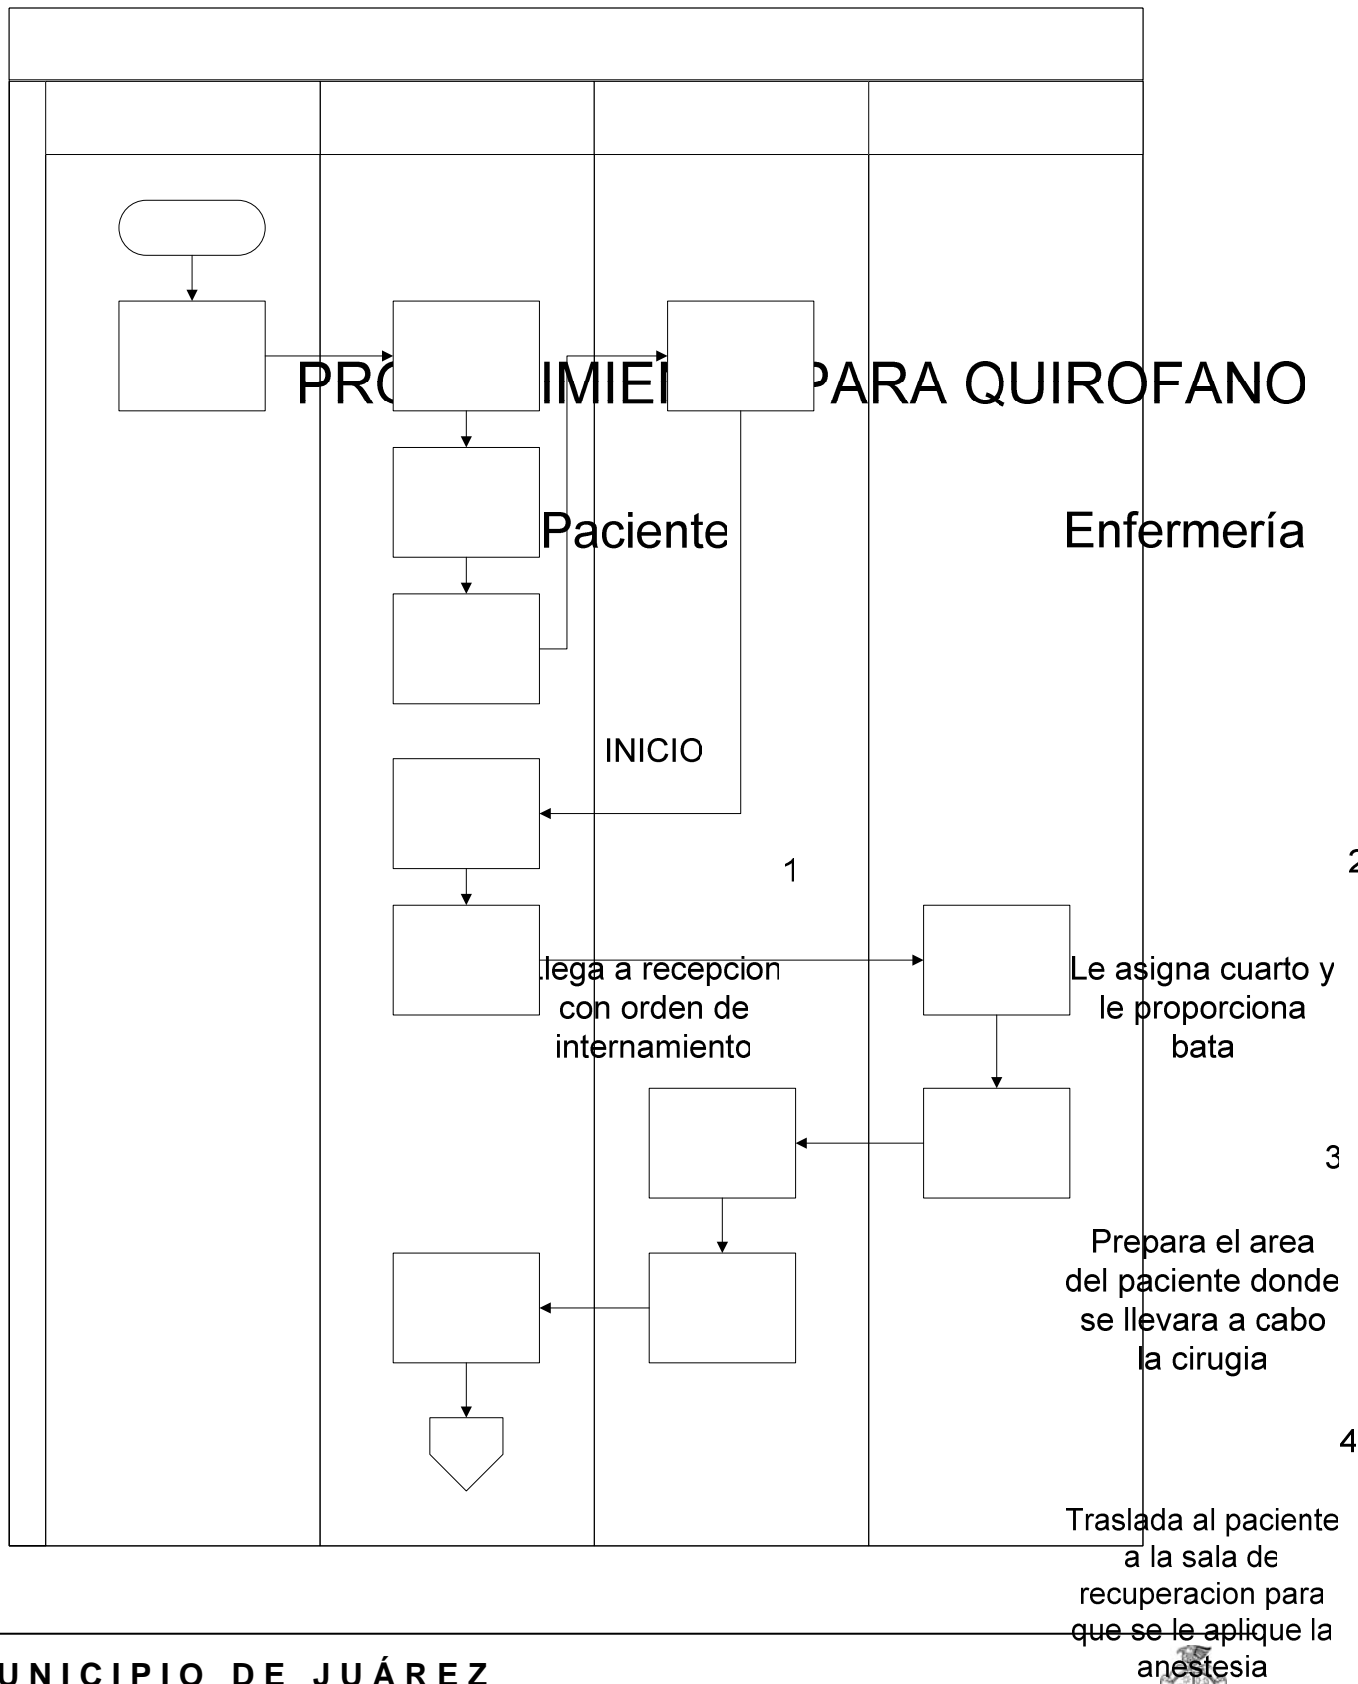 PARA QUIROFANO
Paciente Enfermería
INICIO
1
2
llega a recepcion
con orden de
internamiento
Le asigna cuarto y
le proporciona
bata
3
Prepara el area
del paciente donde
se llevara a cabo
la cirugia
4
Traslada al paciente
a la sala de
recuperacion para
que se le aplique la
anestesia
UNICIPIO DE JUÁREZ